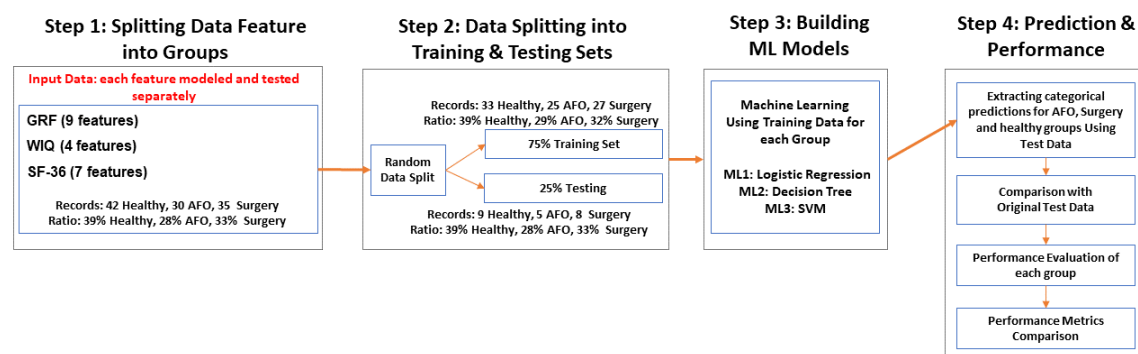 Step 1: Splitting Data Feature
into Groups
Input Data: each feature modeled and tested
separately
GRF (9 features)
WIQ (4 features)
SF-36 (7 features)
Records: 42 Healthy, 30 AFO, 35 Surgery
Ratio: 39% Healthy, 28% AFO, 33% Surgery
Step 2: Data Splitting into
Training & Testing Sets
Records: 33 Healthy, 25 AFO, 27 Surgery
Ratio: 39% Healthy, 29% AFO, 32% Surgery
Random
Data Split
75% Training Set
25% Testing
Records: 9 Healthy, 5 AFO, 8 Surgery
Ratio: 39% Healthy, 28% AFO, 33% Surgery
Step 3: Building
ML Models
Machine Learning
Using Training Data for
each Group
ML1: Logistic Regression
ML2: Decision Tree
ML3: SVM
Step 4: Prediction &
Performance
Extracting categorical
predictions for AFO, Surgery
and healthy groups Using
Test Data
Comparison with
Original Test Data
Performance Evaluation of
each group
Performance Metrics
Comparison